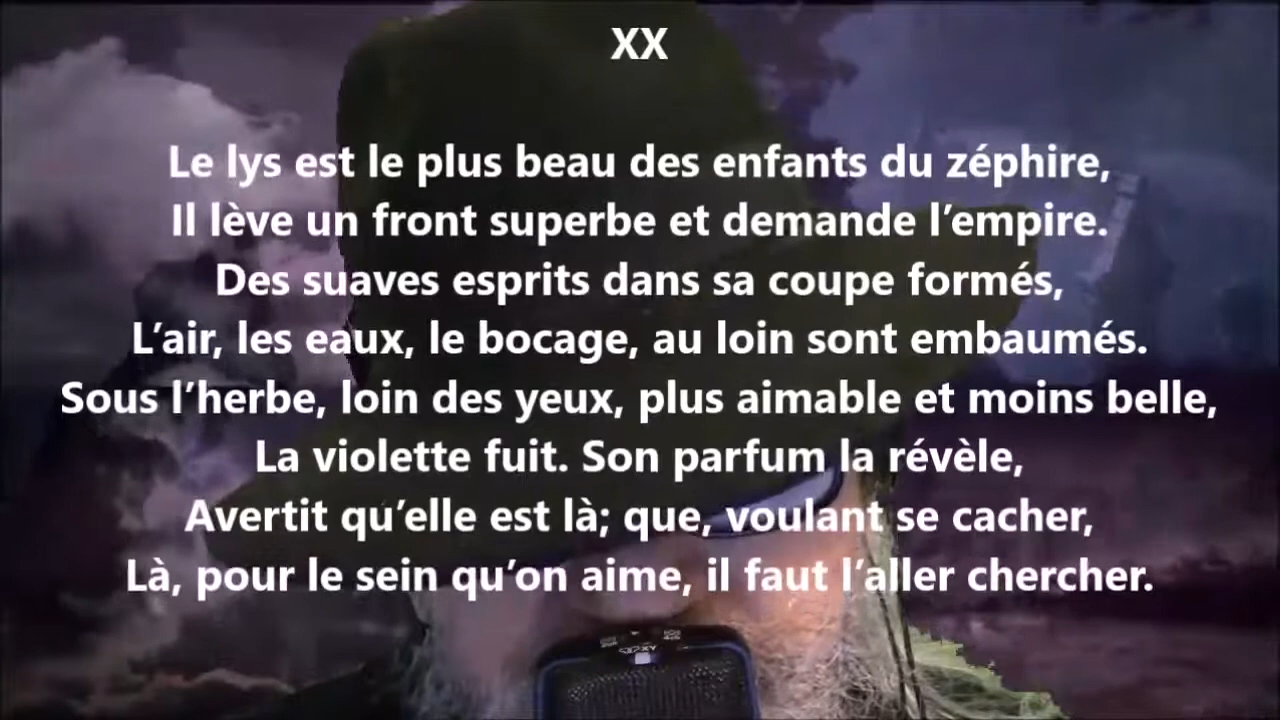 XX
Le lys est le plus beau des enfants du zéphire,
Il lève un front superbe et demande l’empire.
Des suaves esprits dans sa coupe formés,
L’air, les eaux, le bocage, au loin sont embaumés.
Sous l’herbe, loin des yeux, plus aimable et moins belle,
La violette fuit. Son parfum la révèle,
Avertit qu’elle est là; que, voulant se cacher,
Là, pour le sein qu’on aime, il faut l’aller chercher.